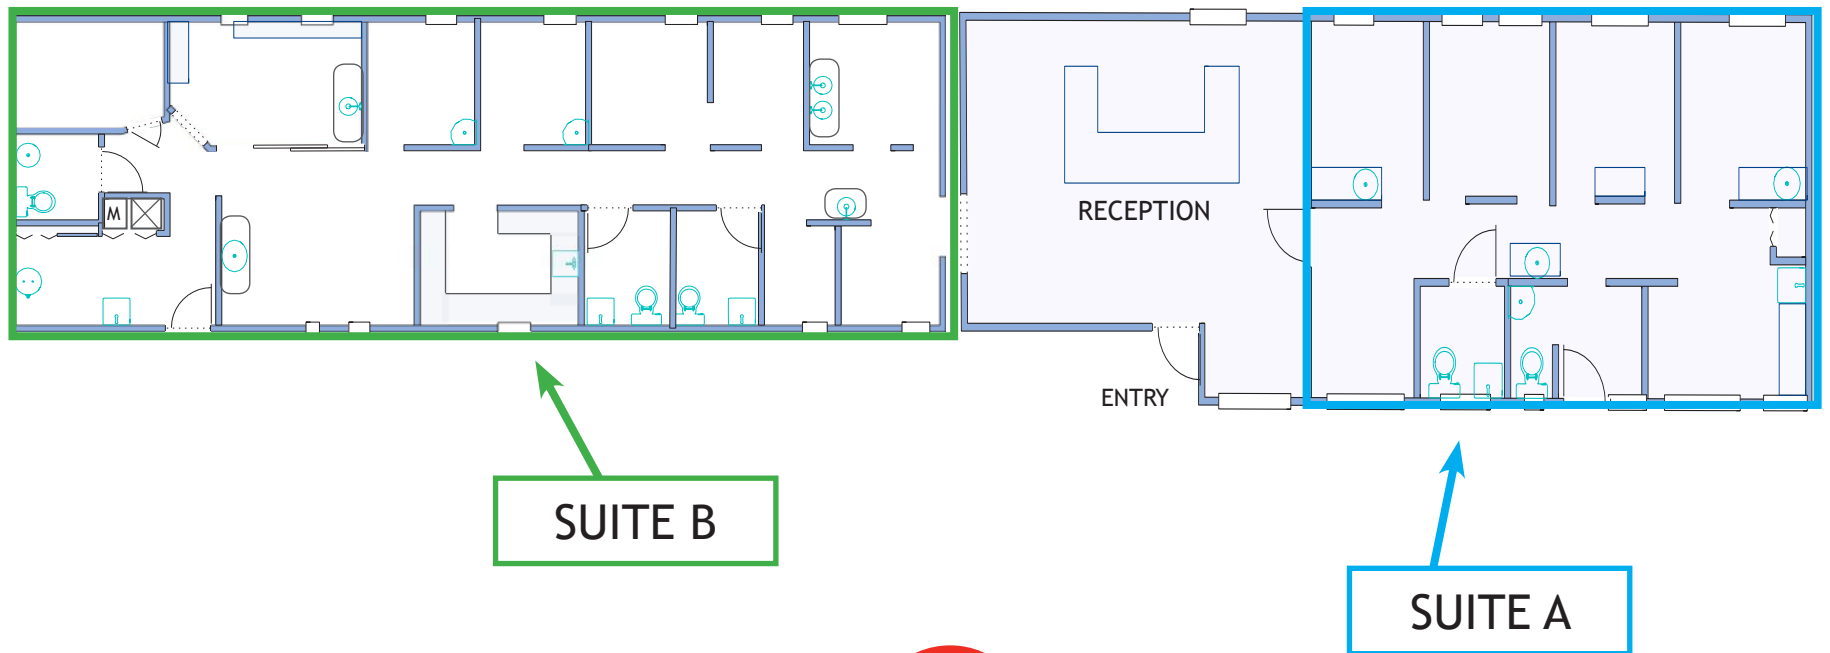 M
RECEPTION
ENTRY
SUITE B
SUITE A